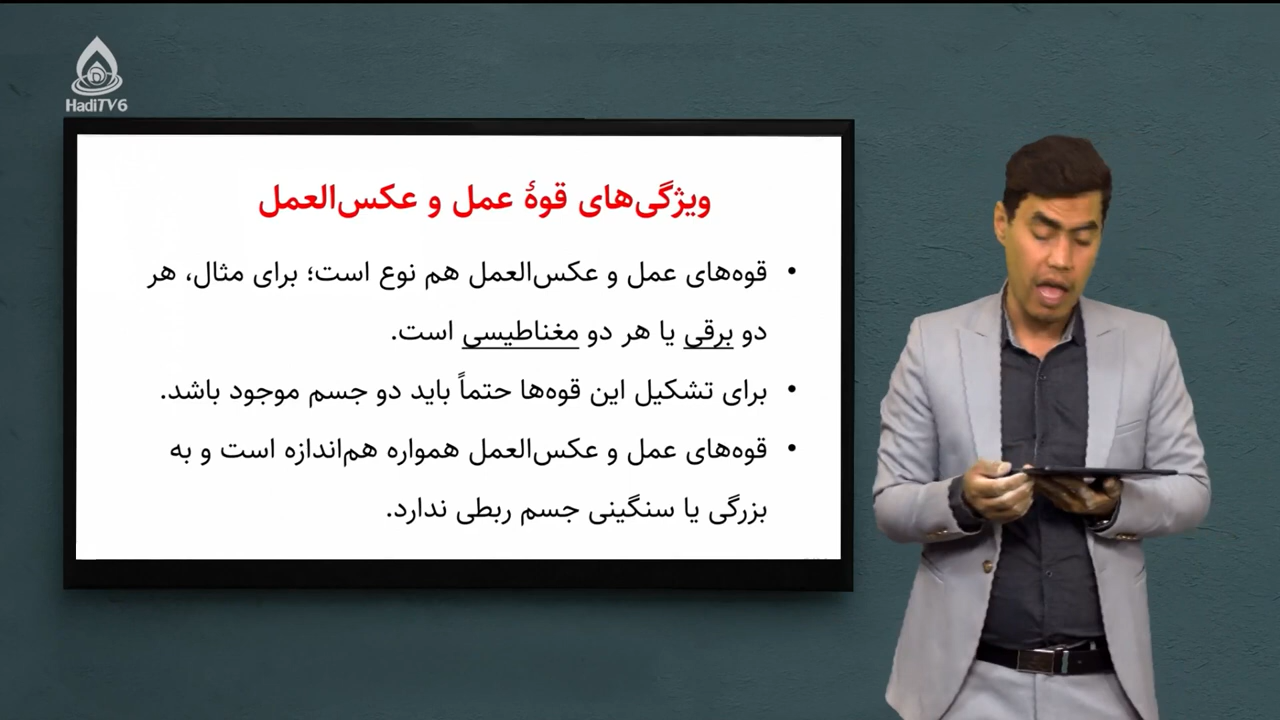 HadiTV6
ویژگی‌های قوهٔ عمل و عکس‌العمل
• قوه‌های عمل و عکس‌العمل هم نوع است؛ برای مثال، هر
دو برقی یا هر دو مغناطیسی است.
• برای تشکیل این قوه‌ها حتماً باید دو جسم موجود باشد.
• قوه‌های عمل و عکس‌العمل همواره هم‌اندازه است و به
بزرگی یا سنگینی جسم ربطی ندارد.